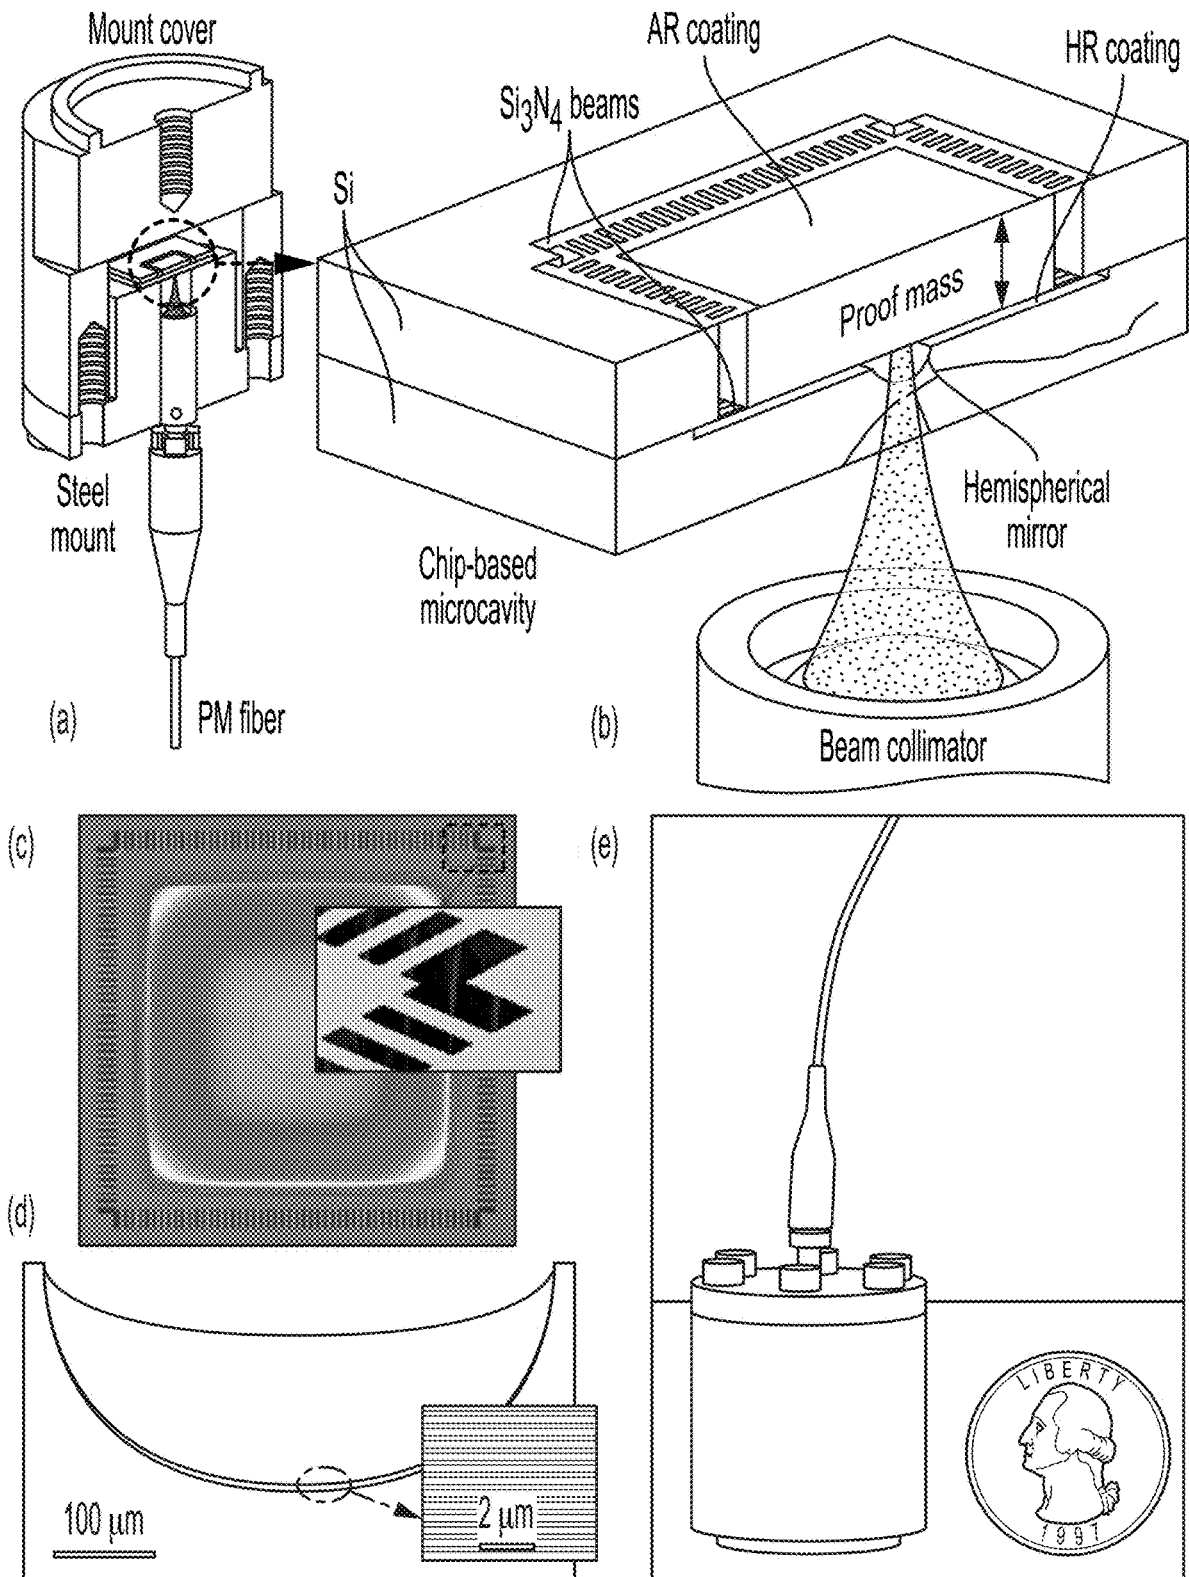 Mount cover
AR coating
HR coating
Si₃N₄ beams
Si
Proof mass
Steel
mount
Hemispherical
mirror
Chip-based
microcavity
(a)
PM fiber
(b)
Beam collimator
(c)
(e)
(d)
100 μm
2 μm
LIBERTY
1997